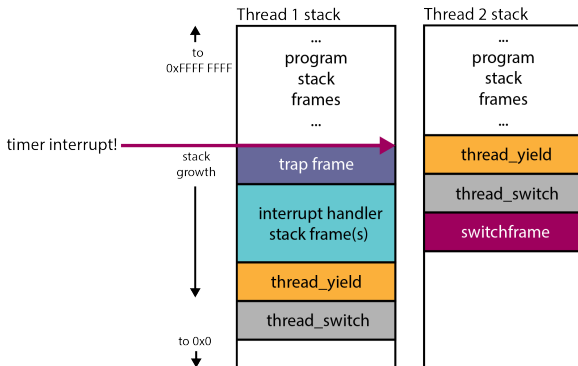 Thread 1 stack
Thread 2 stack
to
0xFFFF FFFF
...
program
stack
frames
...
...
program
stack
frames
...
timer interrupt!
stack
growth
trap frame
interrupt handler
stack frame(s)
thread_yield
thread_switch
thread_yield
thread_switch
switchframe
to 0x0